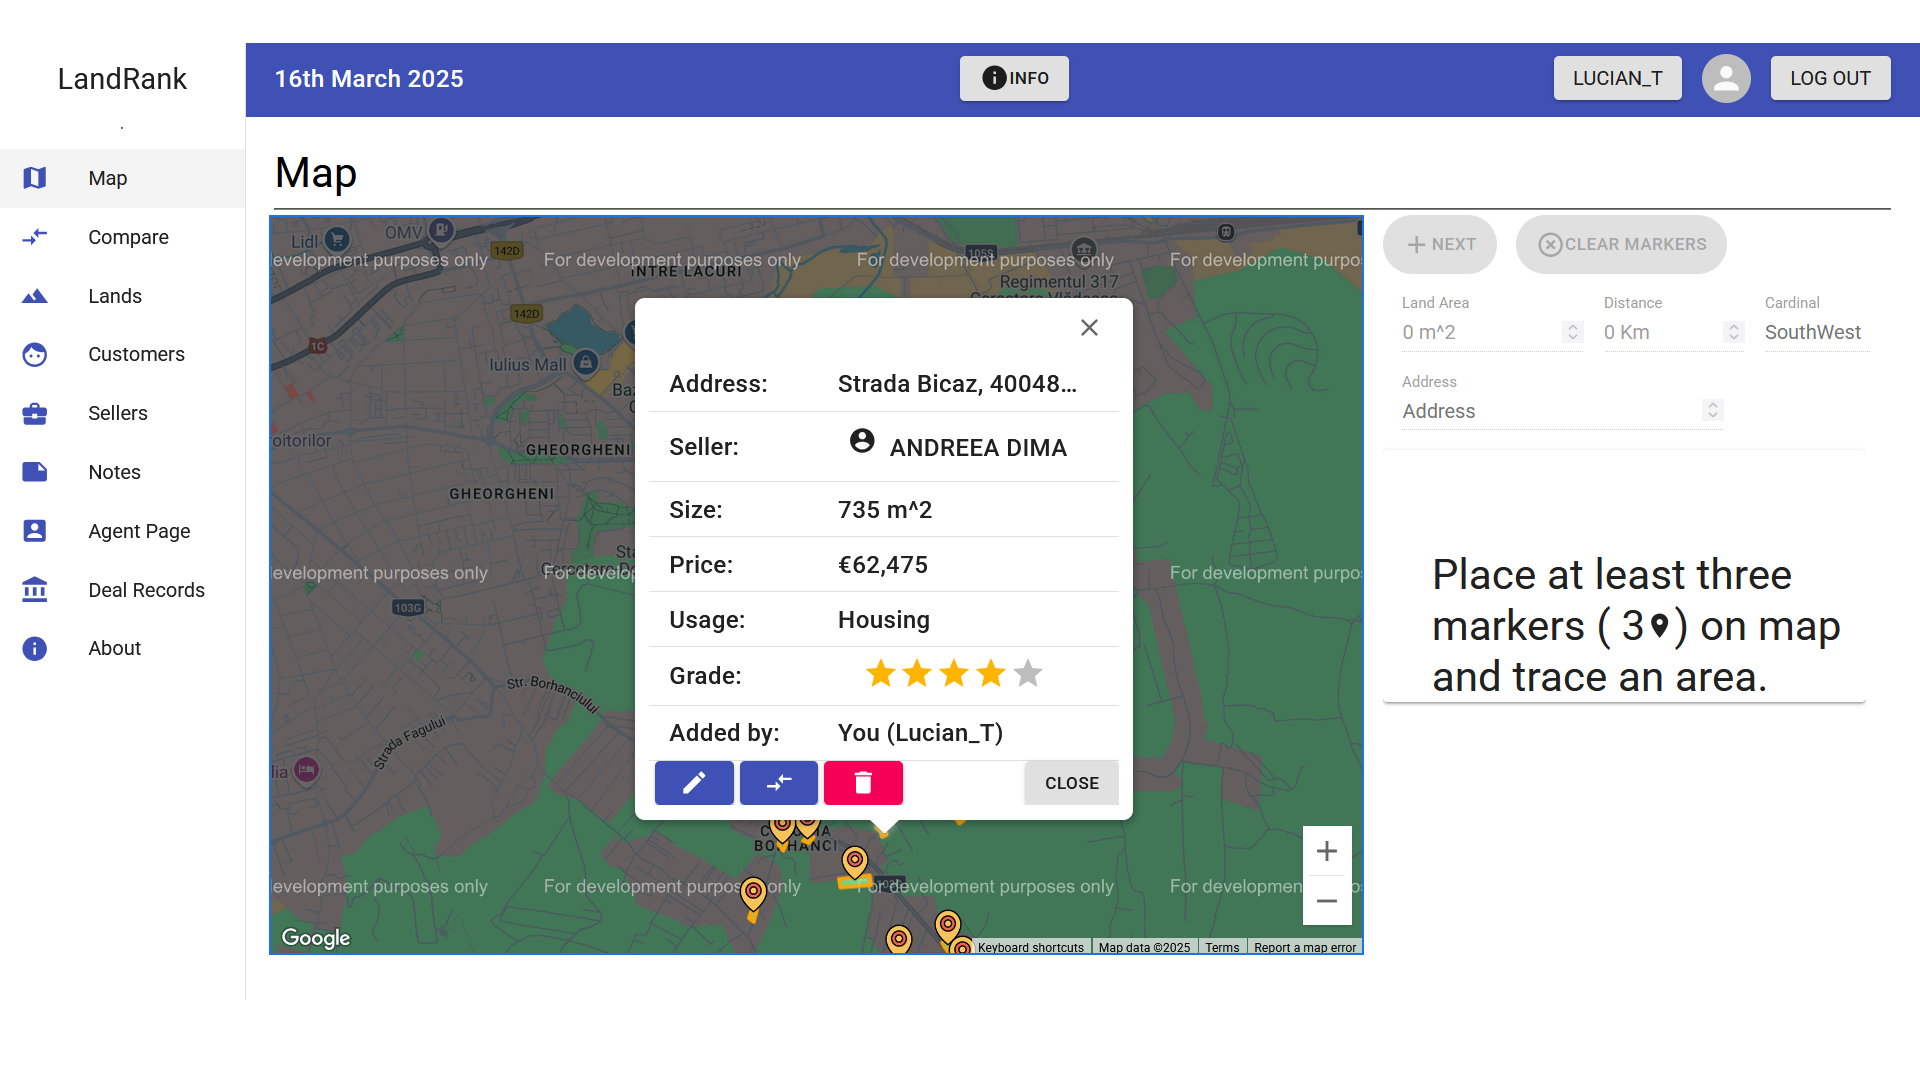 LandRank
.
16th March 2025
INFO
LUCIAN_T
LOG OUT
Map
Compare
Lands
Customers
Sellers
Notes
Agent Page
Deal Records
About
Map
Lidl
OMV
142D
105S
evelopment purposes only
For development purposes only
For development purposes only
For development purpo
INTRE LACURI
Regimentul 317
142D
1C
Iulius Mall
GHEORGHENI
GHEORGHENI
103G
evelopment purposes only
For development purpo
Str. Borhanciului
Strada Fagului
BORHANCI
evelopment purposes only
For development purposes only
For development purposes only
For developmen
Google
Keyboard shortcuts
Map data ©2025
Terms
Report a map error
Address: Strada Bicaz, 40048...
Seller: ANDREEA DIMA
Size: 735 m^2
Price: €62,475
Usage: Housing
Grade:
Added by: You (Lucian_T)
CLOSE
NEXT
CLEAR MARKERS
Land Area
0 m^2
Distance
0 Km
Cardinal
SouthWest
Address
Address
Place at least three
markers ( 3 ) on map
and trace an area.